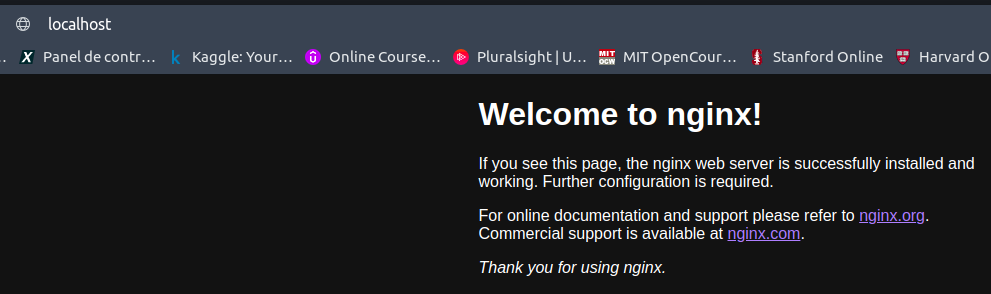 localhost
Panel de contr… Kaggle: Your… Online Course… Pluralsight | U… MIT OCW MIT OpenCour… Stanford Online Harvard O
Welcome to nginx!
If you see this page, the nginx web server is successfully installed and
working. Further configuration is required.
For online documentation and support please refer to nginx.org.
Commercial support is available at nginx.com.
Thank you for using nginx.